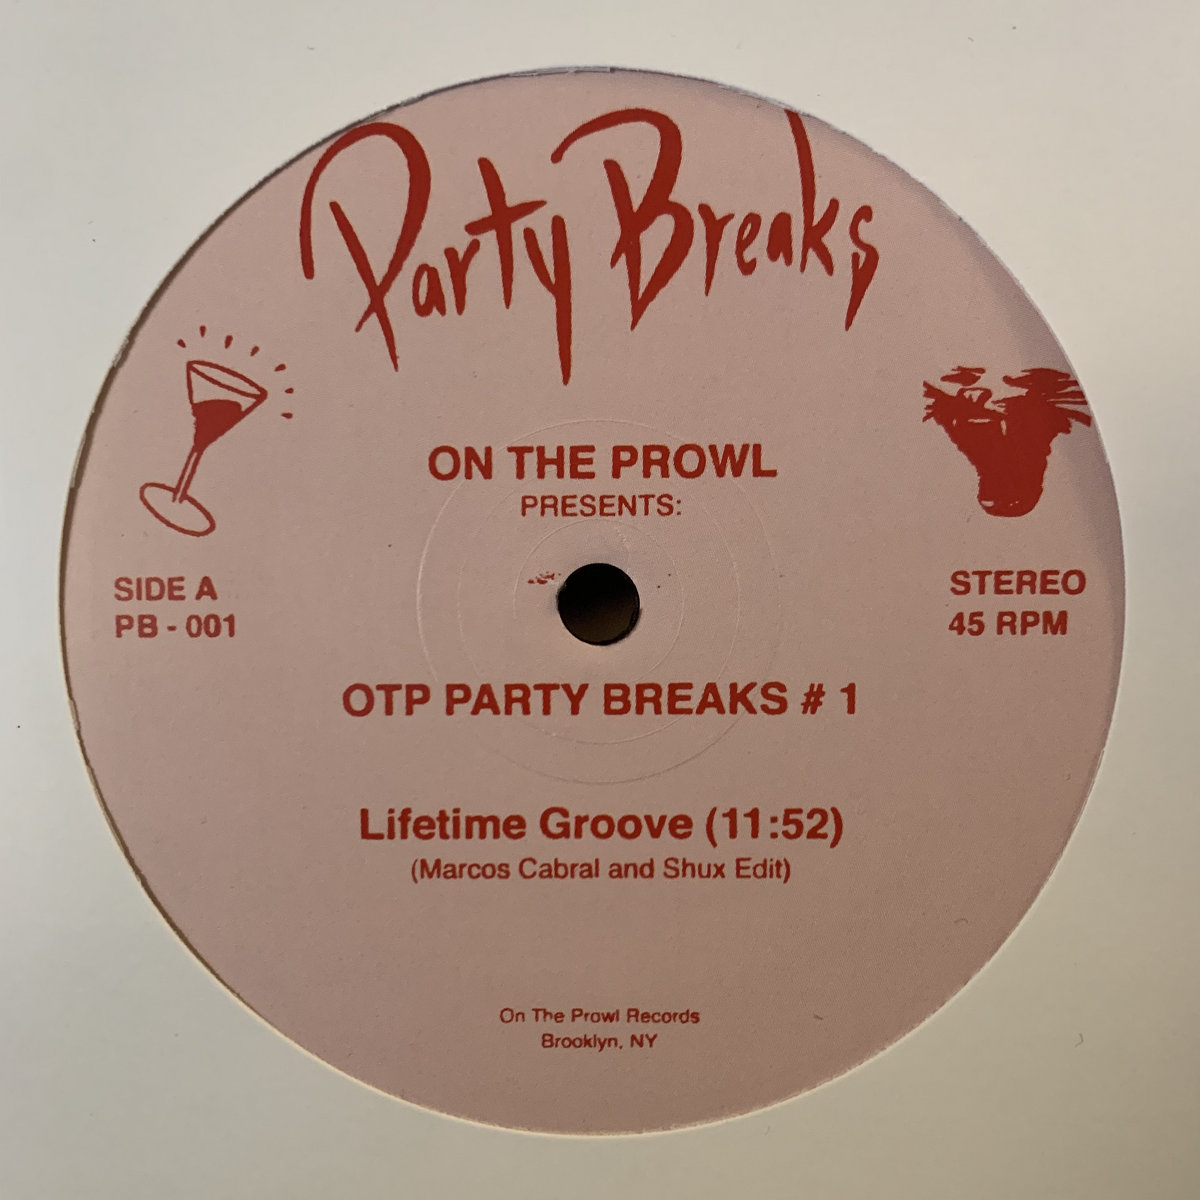 Party Breaks
ON THE PROWL
PRESENTS:
SIDE A
PB - 001
STEREO
45 RPM
OTP PARTY BREAKS # 1
Lifetime Groove (11:52)
(Marcos Cabral and Shux Edit)
On The Prowl Records
Brooklyn, NY